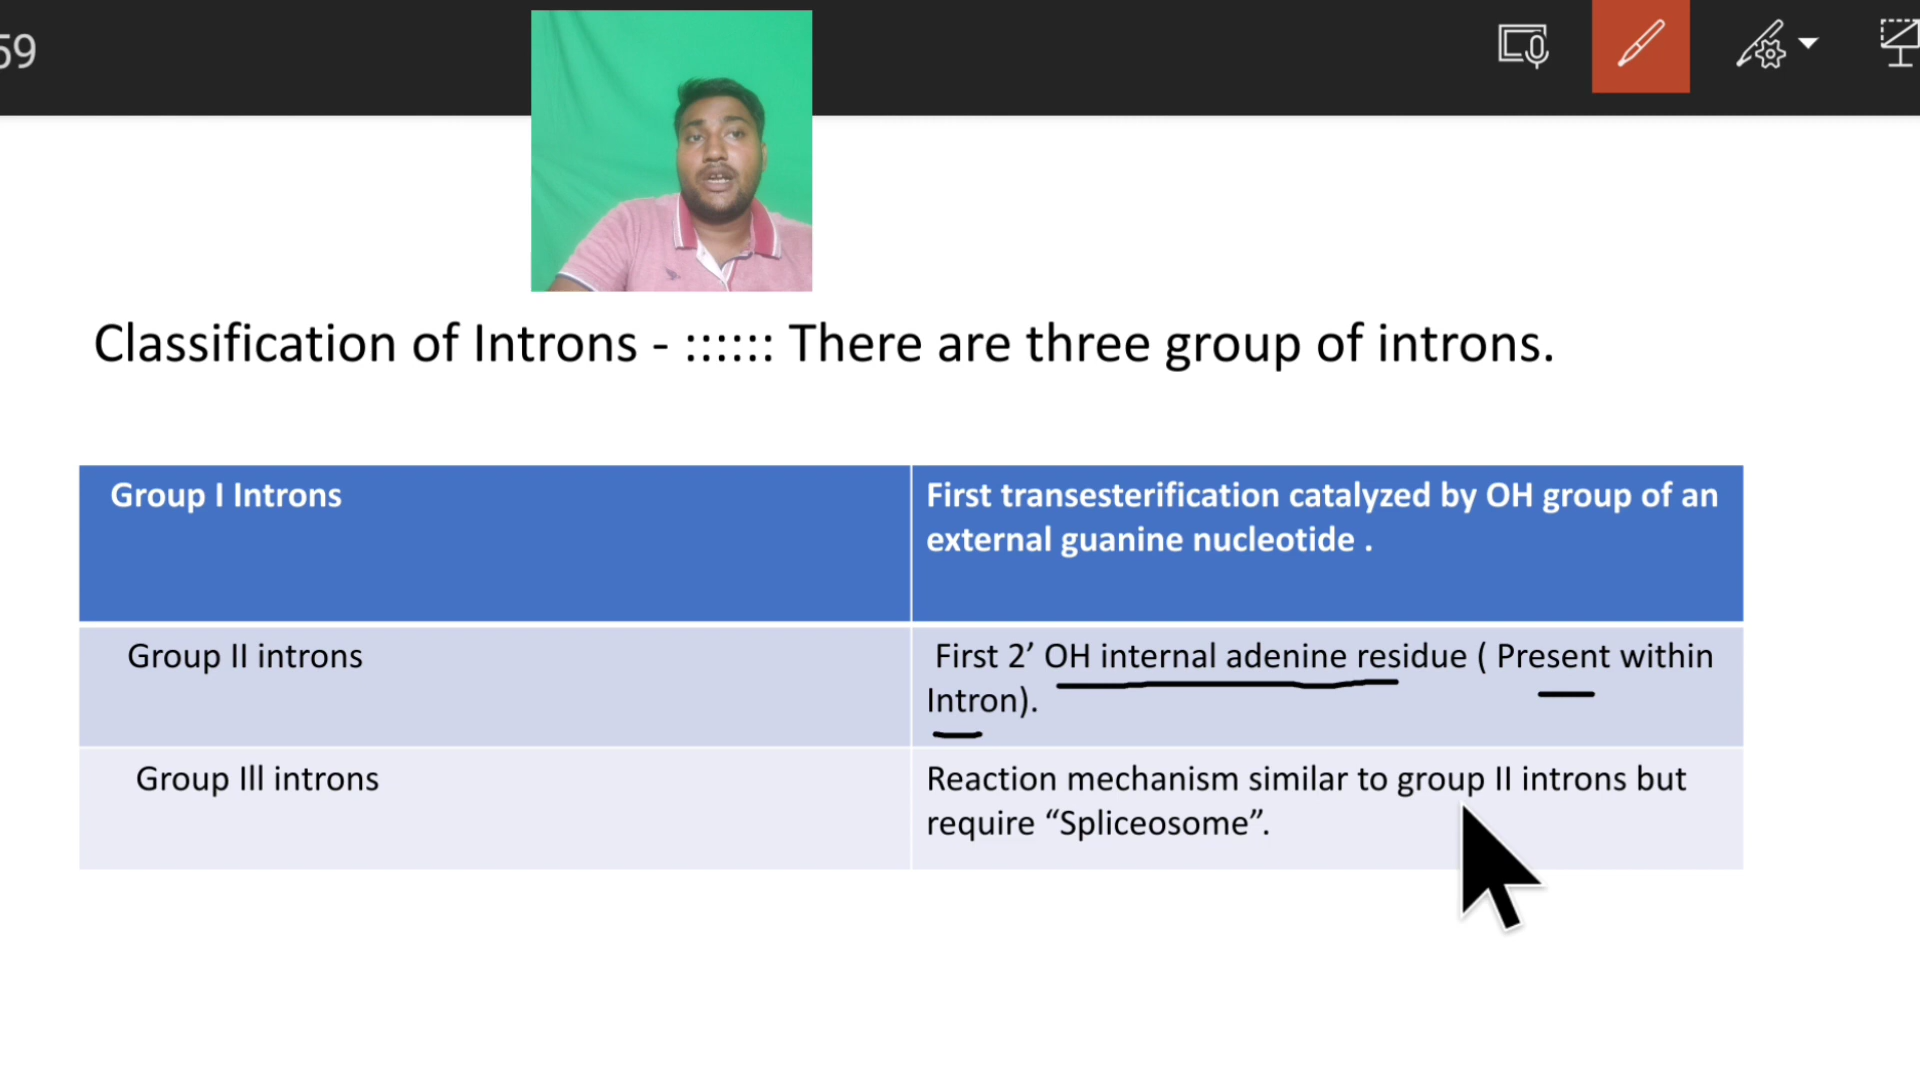 59
Classification of Introns - :::::: There are three group of introns.
Group I Introns
First transesterification catalyzed by OH group of an
external guanine nucleotide .
Group II introns
First 2’ OH internal adenine residue ( Present within
Intron).
Group Ill introns
Reaction mechanism similar to group II introns but
require “Spliceosome”.